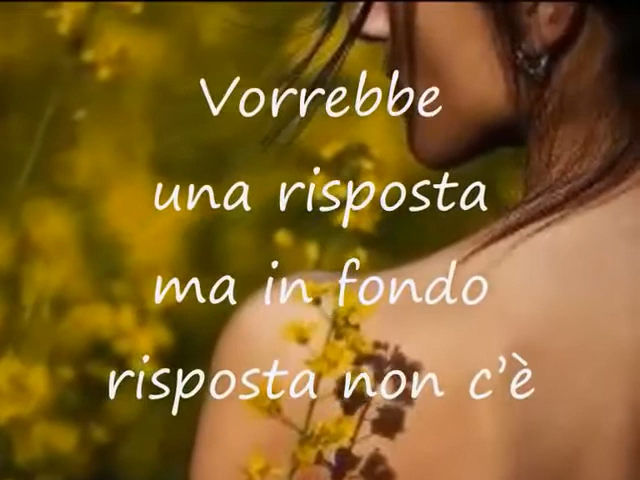 Vorrebbe
una risposta
ma in fondo
risposta non c'è